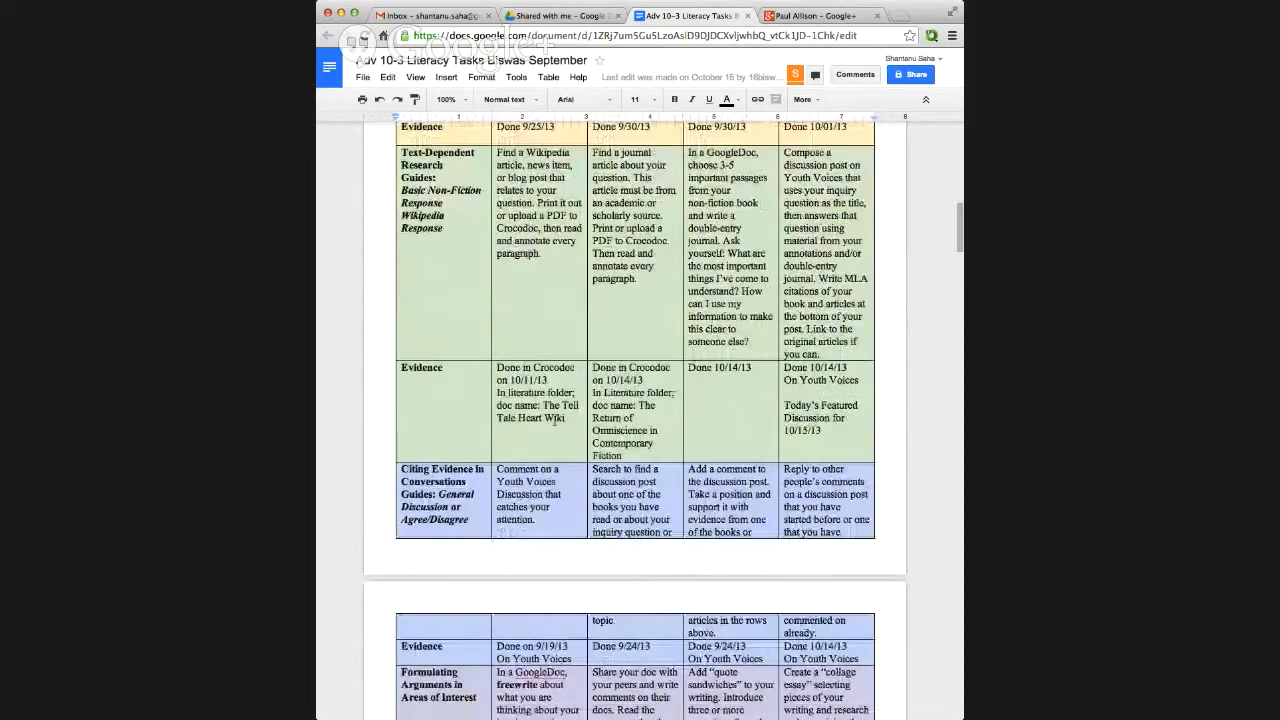 Inbox - shantanu.saha@g
Shared with me - Google D
Adv 10-3 Literacy Tasks B
Paul Allison - Google+
https://docs.google.com/document/d/1ZRj7um5Gu5LzoAslD9DJDCXvljwhbQ_vtCk1JD-1Chk/edit
Google+
Adv 10-3 Literacy Tasks Biswas September
Shantanu Saha
File Edit View Insert Format Tools Table Help
Last edit was made on October 15 by 16bisw...
S
Comments
Share
100%
Normal text
Arial
11
B I U A
More
1 2 3 4 5 6 7 8
Evidence
Done 9/25/13
Done 9/30/13
Done 9/30/13
Done 10/01/13
Text-Dependent
Research
Guides:
Basic Non-Fiction
Response
Wikipedia
Response
Find a Wikipedia
article, news item,
or blog post that
relates to your
question. Print it out
or upload a PDF to
Crocodoc, then read
and annotate every
paragraph.
Find a journal
article about your
question. This
article must be from
an academic or
scholarly source.
Print or upload a
PDF to Crocodoc.
Then read and
annotate every
paragraph.
In a GoogleDoc,
choose 3-5
important passages
from your
non-fiction book
and write a
double-entry
journal. Ask
yourself: What are
the most important
things I've come to
understand? How
can I use my
information to make
this clear to
someone else?
Compose a
discussion post on
Youth Voices that
uses your inquiry
question as the title,
then answers that
question using
material from your
annotations and/or
double-entry
journal. Write MLA
citations of your
book and articles at
the bottom of your
post. Link to the
original articles if
you can.
Evidence
Done in Crocodoc
on 10/11/13
In literature folder;
doc name: The Tell
Tale Heart Wiki
Done in Crocodoc
on 10/14/13
In Literature folder;
doc name: The
Return of
Omniscience in
Contemporary
Fiction
Done 10/14/13
Done 10/14/13
On Youth Voices
Today's Featured
Discussion for
10/15/13
Citing Evidence in
Conversations
Guides: General
Discussion or
Agree/Disagree
Comment on a
Youth Voices
Discussion that
catches your
attention.
Search to find a
discussion post
about one of the
books you have
read or about your
inquiry question or
Add a comment to
the discussion post.
Take a position and
support it with
evidence from one
of the books or
Reply to other
people's comments
on a discussion post
that you have
started before or one
that you have
topic.
articles in the rows
above.
commented on
already.
Evidence
Done on 9/19/13
On Youth Voices
Done 9/24/13
Done 9/24/13
On Youth Voices
Done 10/14/13
On Youth Voices
Formulating
Arguments in
Areas of Interest
In a GoogleDoc,
freewrite about
what you are
thinking about your
Share your doc with
your peers and write
comments on their
docs. Read the
Add "quote
sandwiches" to your
writing. Introduce
three or more
Create a "collage
essay" selecting
pieces of your
writing and research